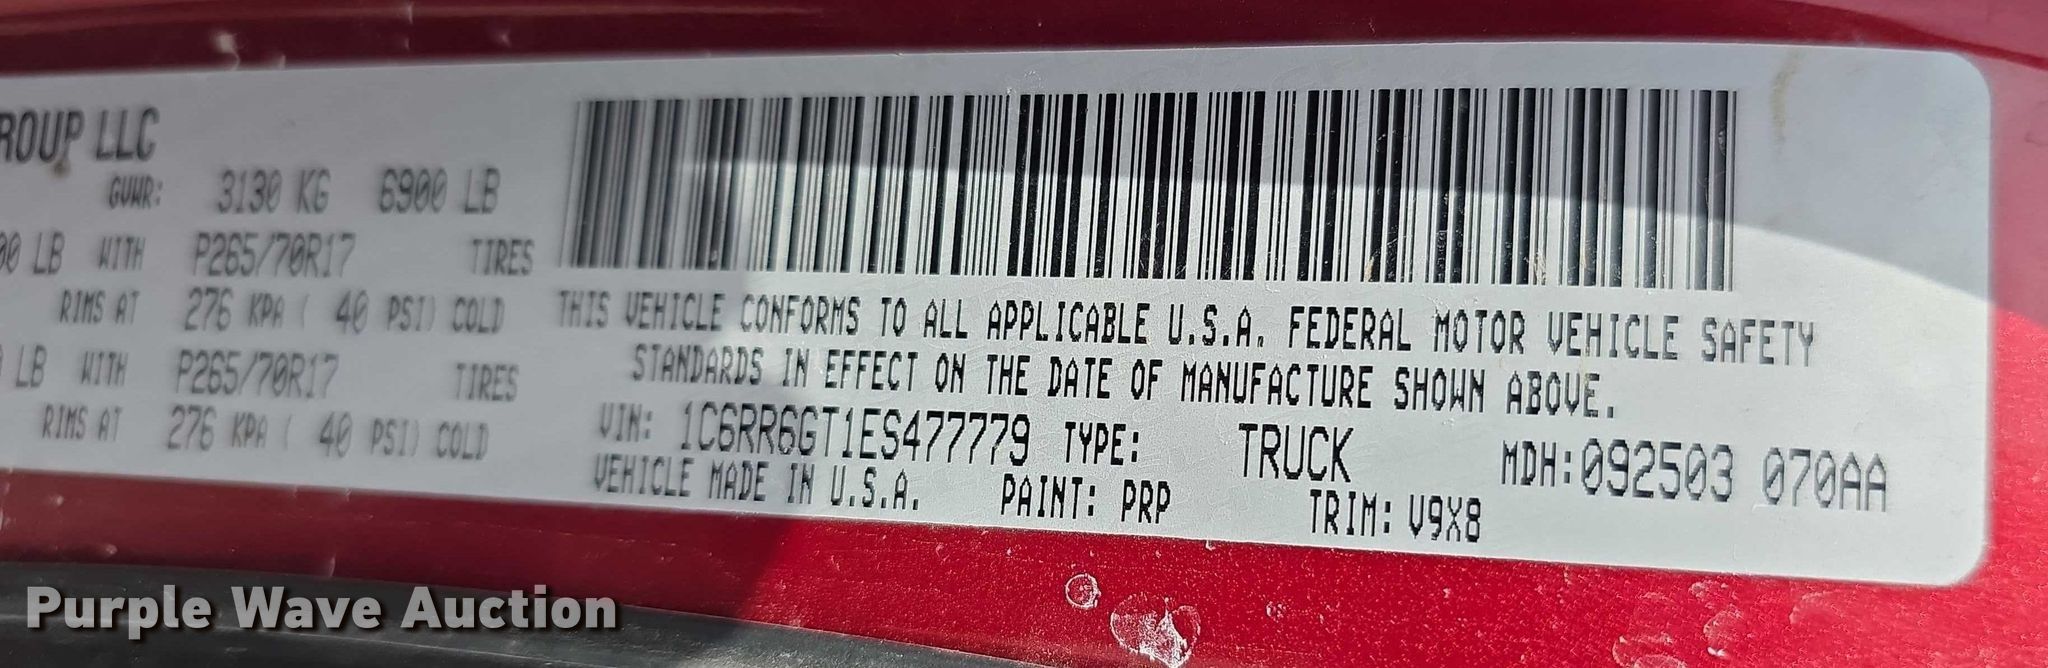 ROUP LLC
GVWR: 3130 KG 6900 LB
00 LB WITH P265/70R17 TIRES
RIMS AT 276 KPA ( 40 PSI) COLD
LB WITH P265/70R17 TIRES
RIMS AT 276 KPA ( 40 PSI) COLD
THIS VEHICLE CONFORMS TO ALL APPLICABLE U.S.A. FEDERAL MOTOR VEHICLE SAFETY
STANDARDS IN EFFECT ON THE DATE OF MANUFACTURE SHOWN ABOVE.
VIN: 1C6RR6GT1ES477779 TYPE: TRUCK MDH:092503 070AA
VEHICLE MADE IN U.S.A. PAINT: PRP TRIM: V9X8
Purple Wave Auction